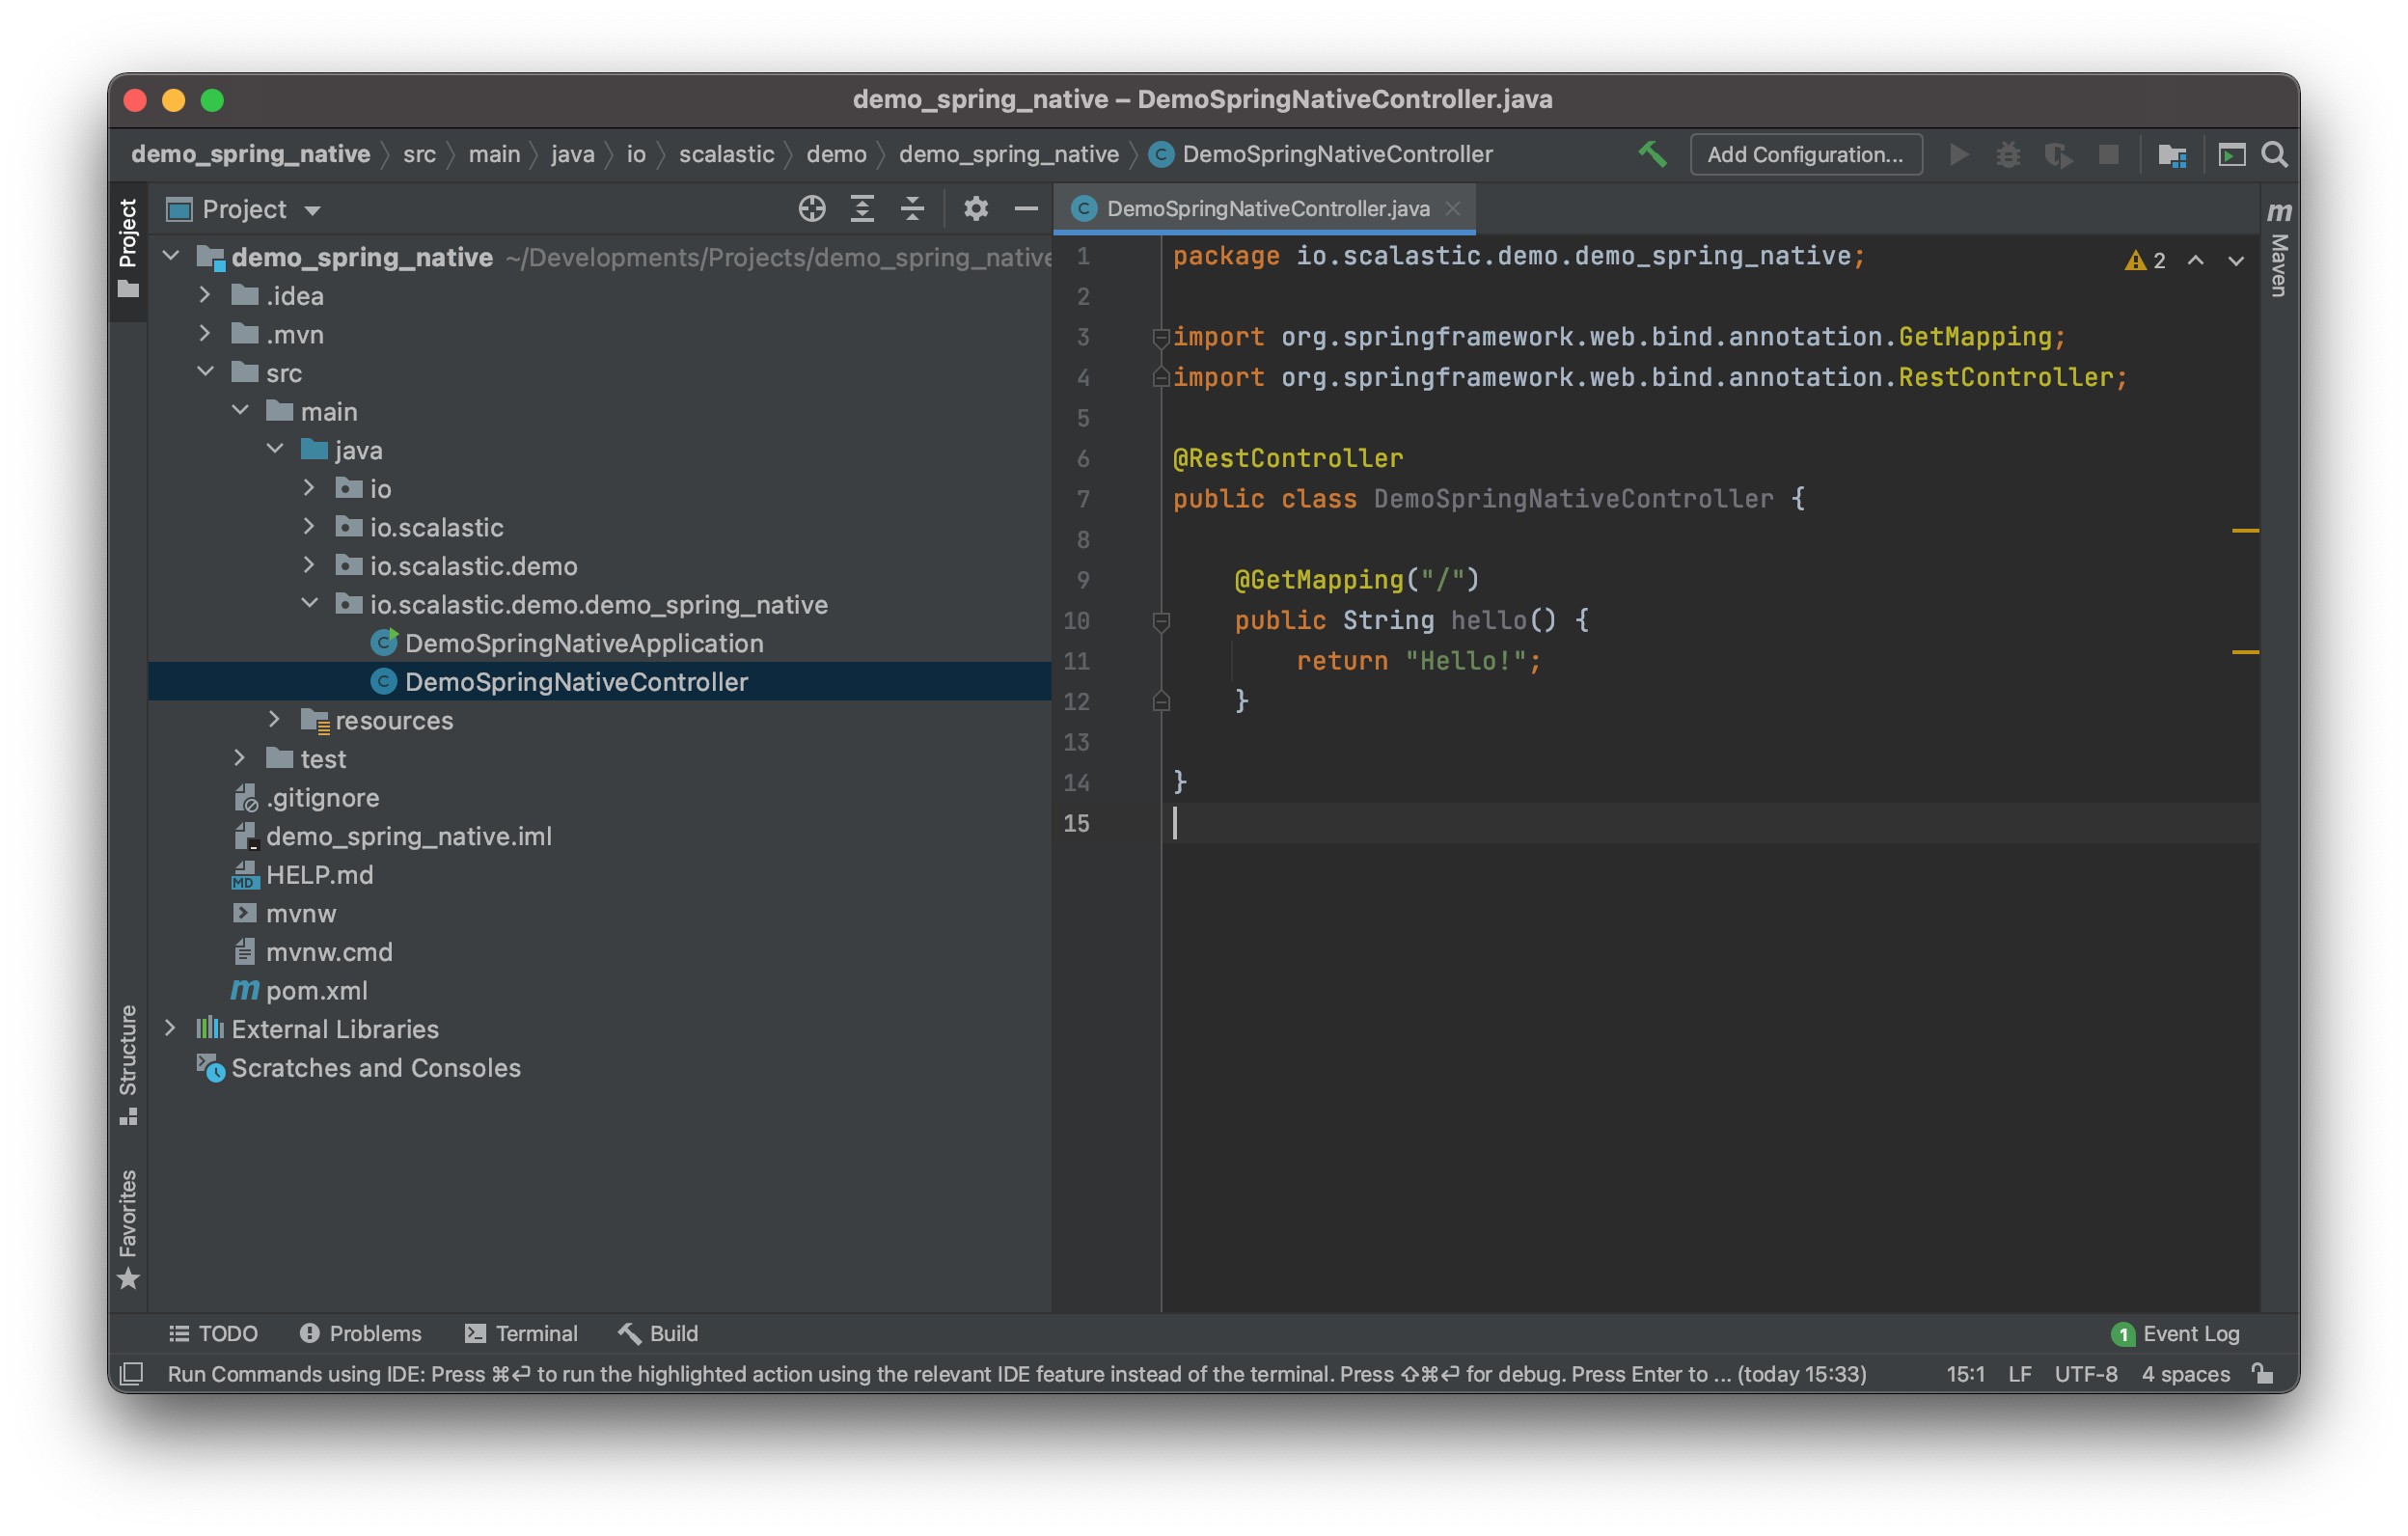 demo_spring_native – DemoSpringNativeController.java
demo_spring_native src main java io scalastic demo demo_spring_native DemoSpringNativeController Add Configuration...
Project
Project
DemoSpringNativeController.java
Maven
demo_spring_native ~/Developments/Projects/demo_spring_native
.idea
.mvn
src
main
java
io
io.scalastic
io.scalastic.demo
io.scalastic.demo.demo_spring_native
DemoSpringNativeApplication
DemoSpringNativeController
resources
test
.gitignore
demo_spring_native.iml
HELP.md
mvnw
mvnw.cmd
pom.xml
External Libraries
Scratches and Consoles
Structure
Favorites
1 package io.scalastic.demo.demo_spring_native;
2
3 import org.springframework.web.bind.annotation.GetMapping;
4 import org.springframework.web.bind.annotation.RestController;
5
6 @RestController
7 public class DemoSpringNativeController {
8
9 @GetMapping("/")
10 public String hello() {
11 return "Hello!";
12 }
13
14 }
15
2
TODO Problems Terminal Build 1 Event Log
Run Commands using IDE: Press ⌘⏎ to run the highlighted action using the relevant IDE feature instead of the terminal. Press ⇧⌘⏎ for debug. Press Enter to ... (today 15:33) 15:1 LF UTF-8 4 spaces